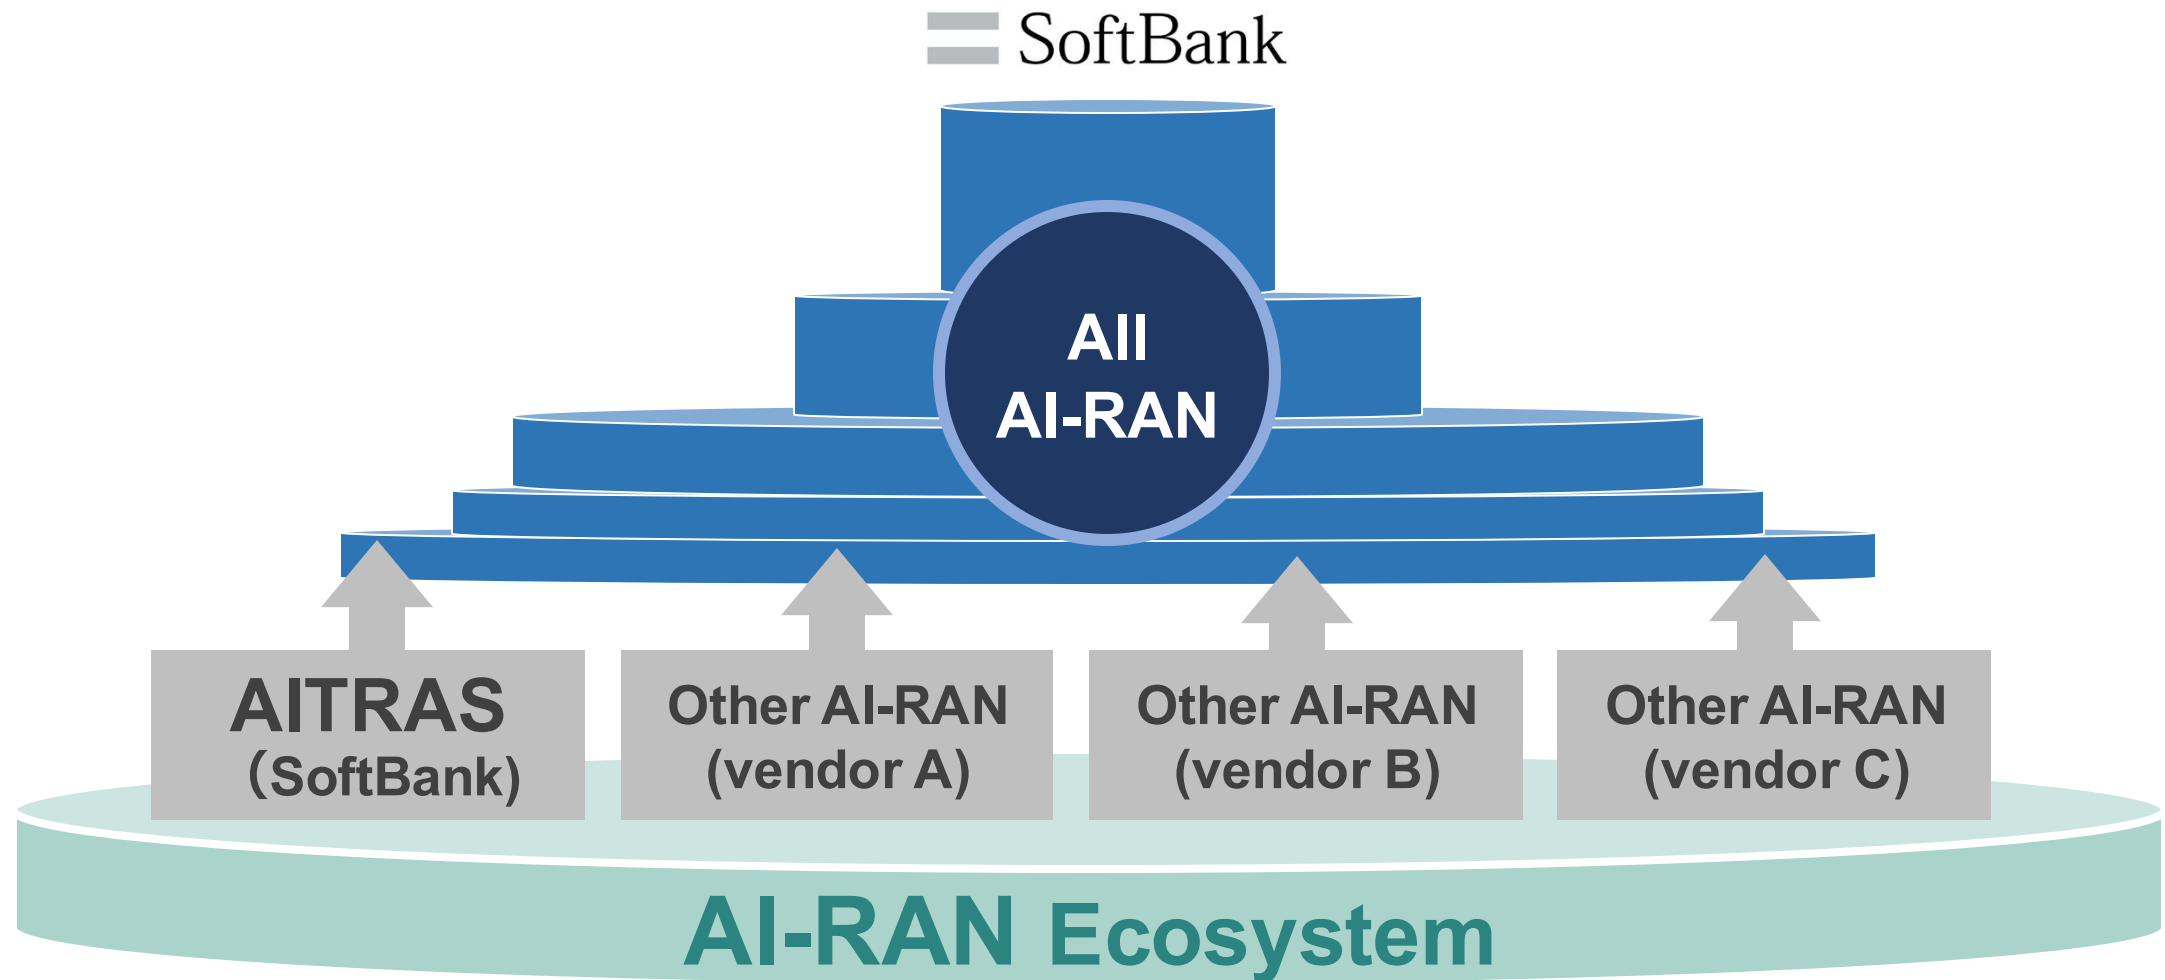 SoftBank
All
AI-RAN
AITRAS
（SoftBank)
Other AI-RAN
(vendor A)
Other AI-RAN
(vendor B)
Other AI-RAN
(vendor C)
AI-RAN Ecosystem